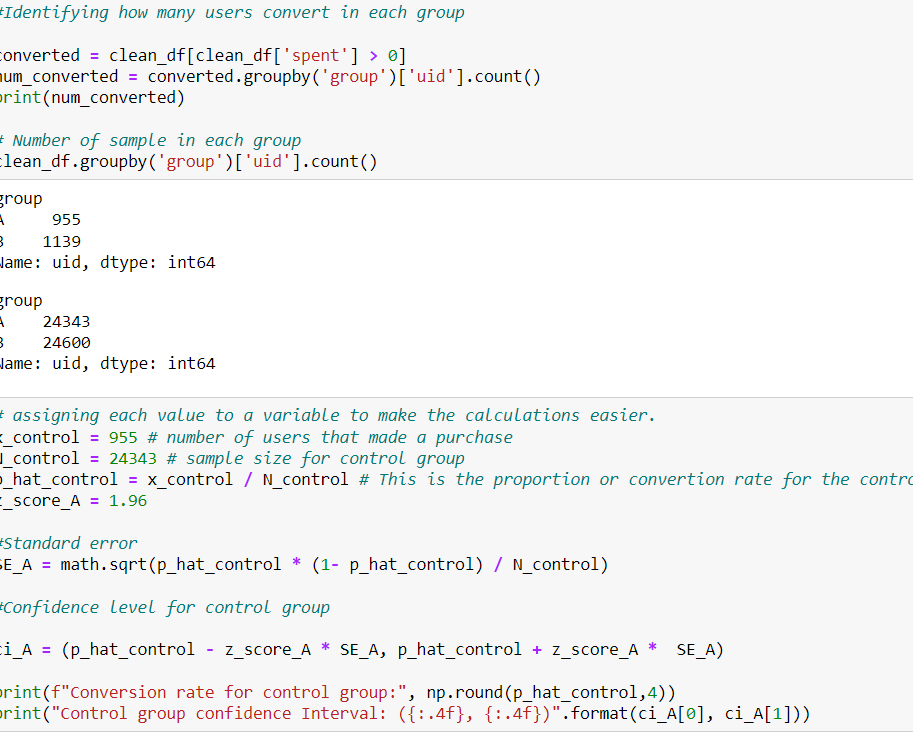 #Identifying how many users convert in each group
converted = clean_df[clean_df['spent'] > 0]
num_converted = converted.groupby('group')['uid'].count()
print(num_converted)
# Number of sample in each group
clean_df.groupby('group')['uid'].count()
group
A 955
B 1139
Name: uid, dtype: int64
group
A 24343
B 24600
Name: uid, dtype: int64
# assigning each value to a variable to make the calculations easier.
x_control = 955 # number of users that made a purchase
N_control = 24343 # sample size for control group
p_hat_control = x_control / N_control # This is the proportion or convertion rate for the contro
z_score_A = 1.96
#Standard error
SE_A = math.sqrt(p_hat_control * (1- p_hat_control) / N_control)
#Confidence level for control group
ci_A = (p_hat_control - z_score_A * SE_A, p_hat_control + z_score_A *  SE_A)
print(f"Conversion rate for control group:", np.round(p_hat_control,4))
print("Control group confidence Interval: ({:.4f}, {:.4f})".format(ci_A[0], ci_A[1]))